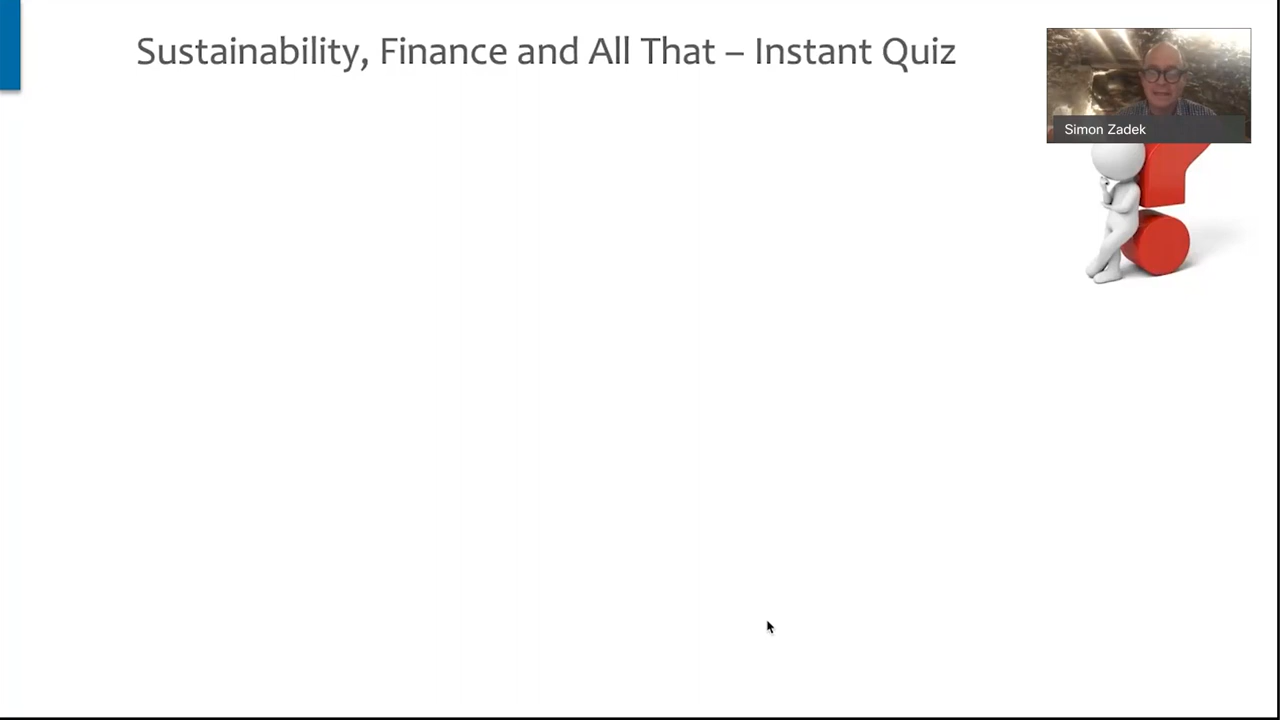 Sustainability, Finance and All That – Instant Quiz
Simon Zadek